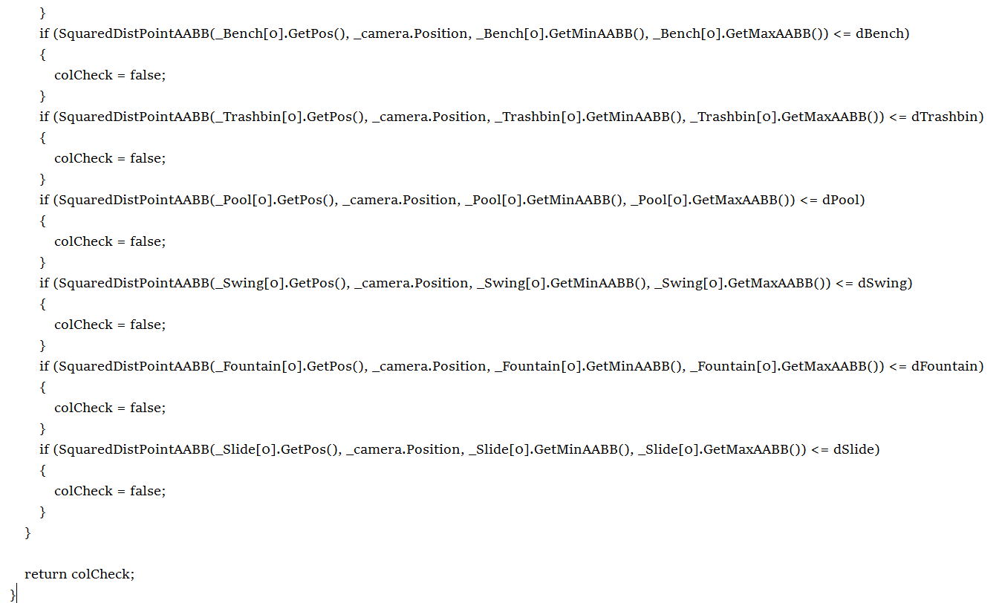 }
if (SquaredDistPointAABB(_Bench[0].GetPos(), _camera.Position, _Bench[0].GetMinAABB(), _Bench[0].GetMaxAABB()) <= dBench)
{
colCheck = false;
}
if (SquaredDistPointAABB(_Trashbin[0].GetPos(), _camera.Position, _Trashbin[0].GetMinAABB(), _Trashbin[0].GetMaxAABB()) <= dTrashbin)
{
colCheck = false;
}
if (SquaredDistPointAABB(_Pool[0].GetPos(), _camera.Position, _Pool[0].GetMinAABB(), _Pool[0].GetMaxAABB()) <= dPool)
{
colCheck = false;
}
if (SquaredDistPointAABB(_Swing[0].GetPos(), _camera.Position, _Swing[0].GetMinAABB(), _Swing[0].GetMaxAABB()) <= dSwing)
{
colCheck = false;
}
if (SquaredDistPointAABB(_Fountain[0].GetPos(), _camera.Position, _Fountain[0].GetMinAABB(), _Fountain[0].GetMaxAABB()) <= dFountain)
{
colCheck = false;
}
if (SquaredDistPointAABB(_Slide[0].GetPos(), _camera.Position, _Slide[0].GetMinAABB(), _Slide[0].GetMaxAABB()) <= dSlide)
{
colCheck = false;
}
}
return colCheck;
}